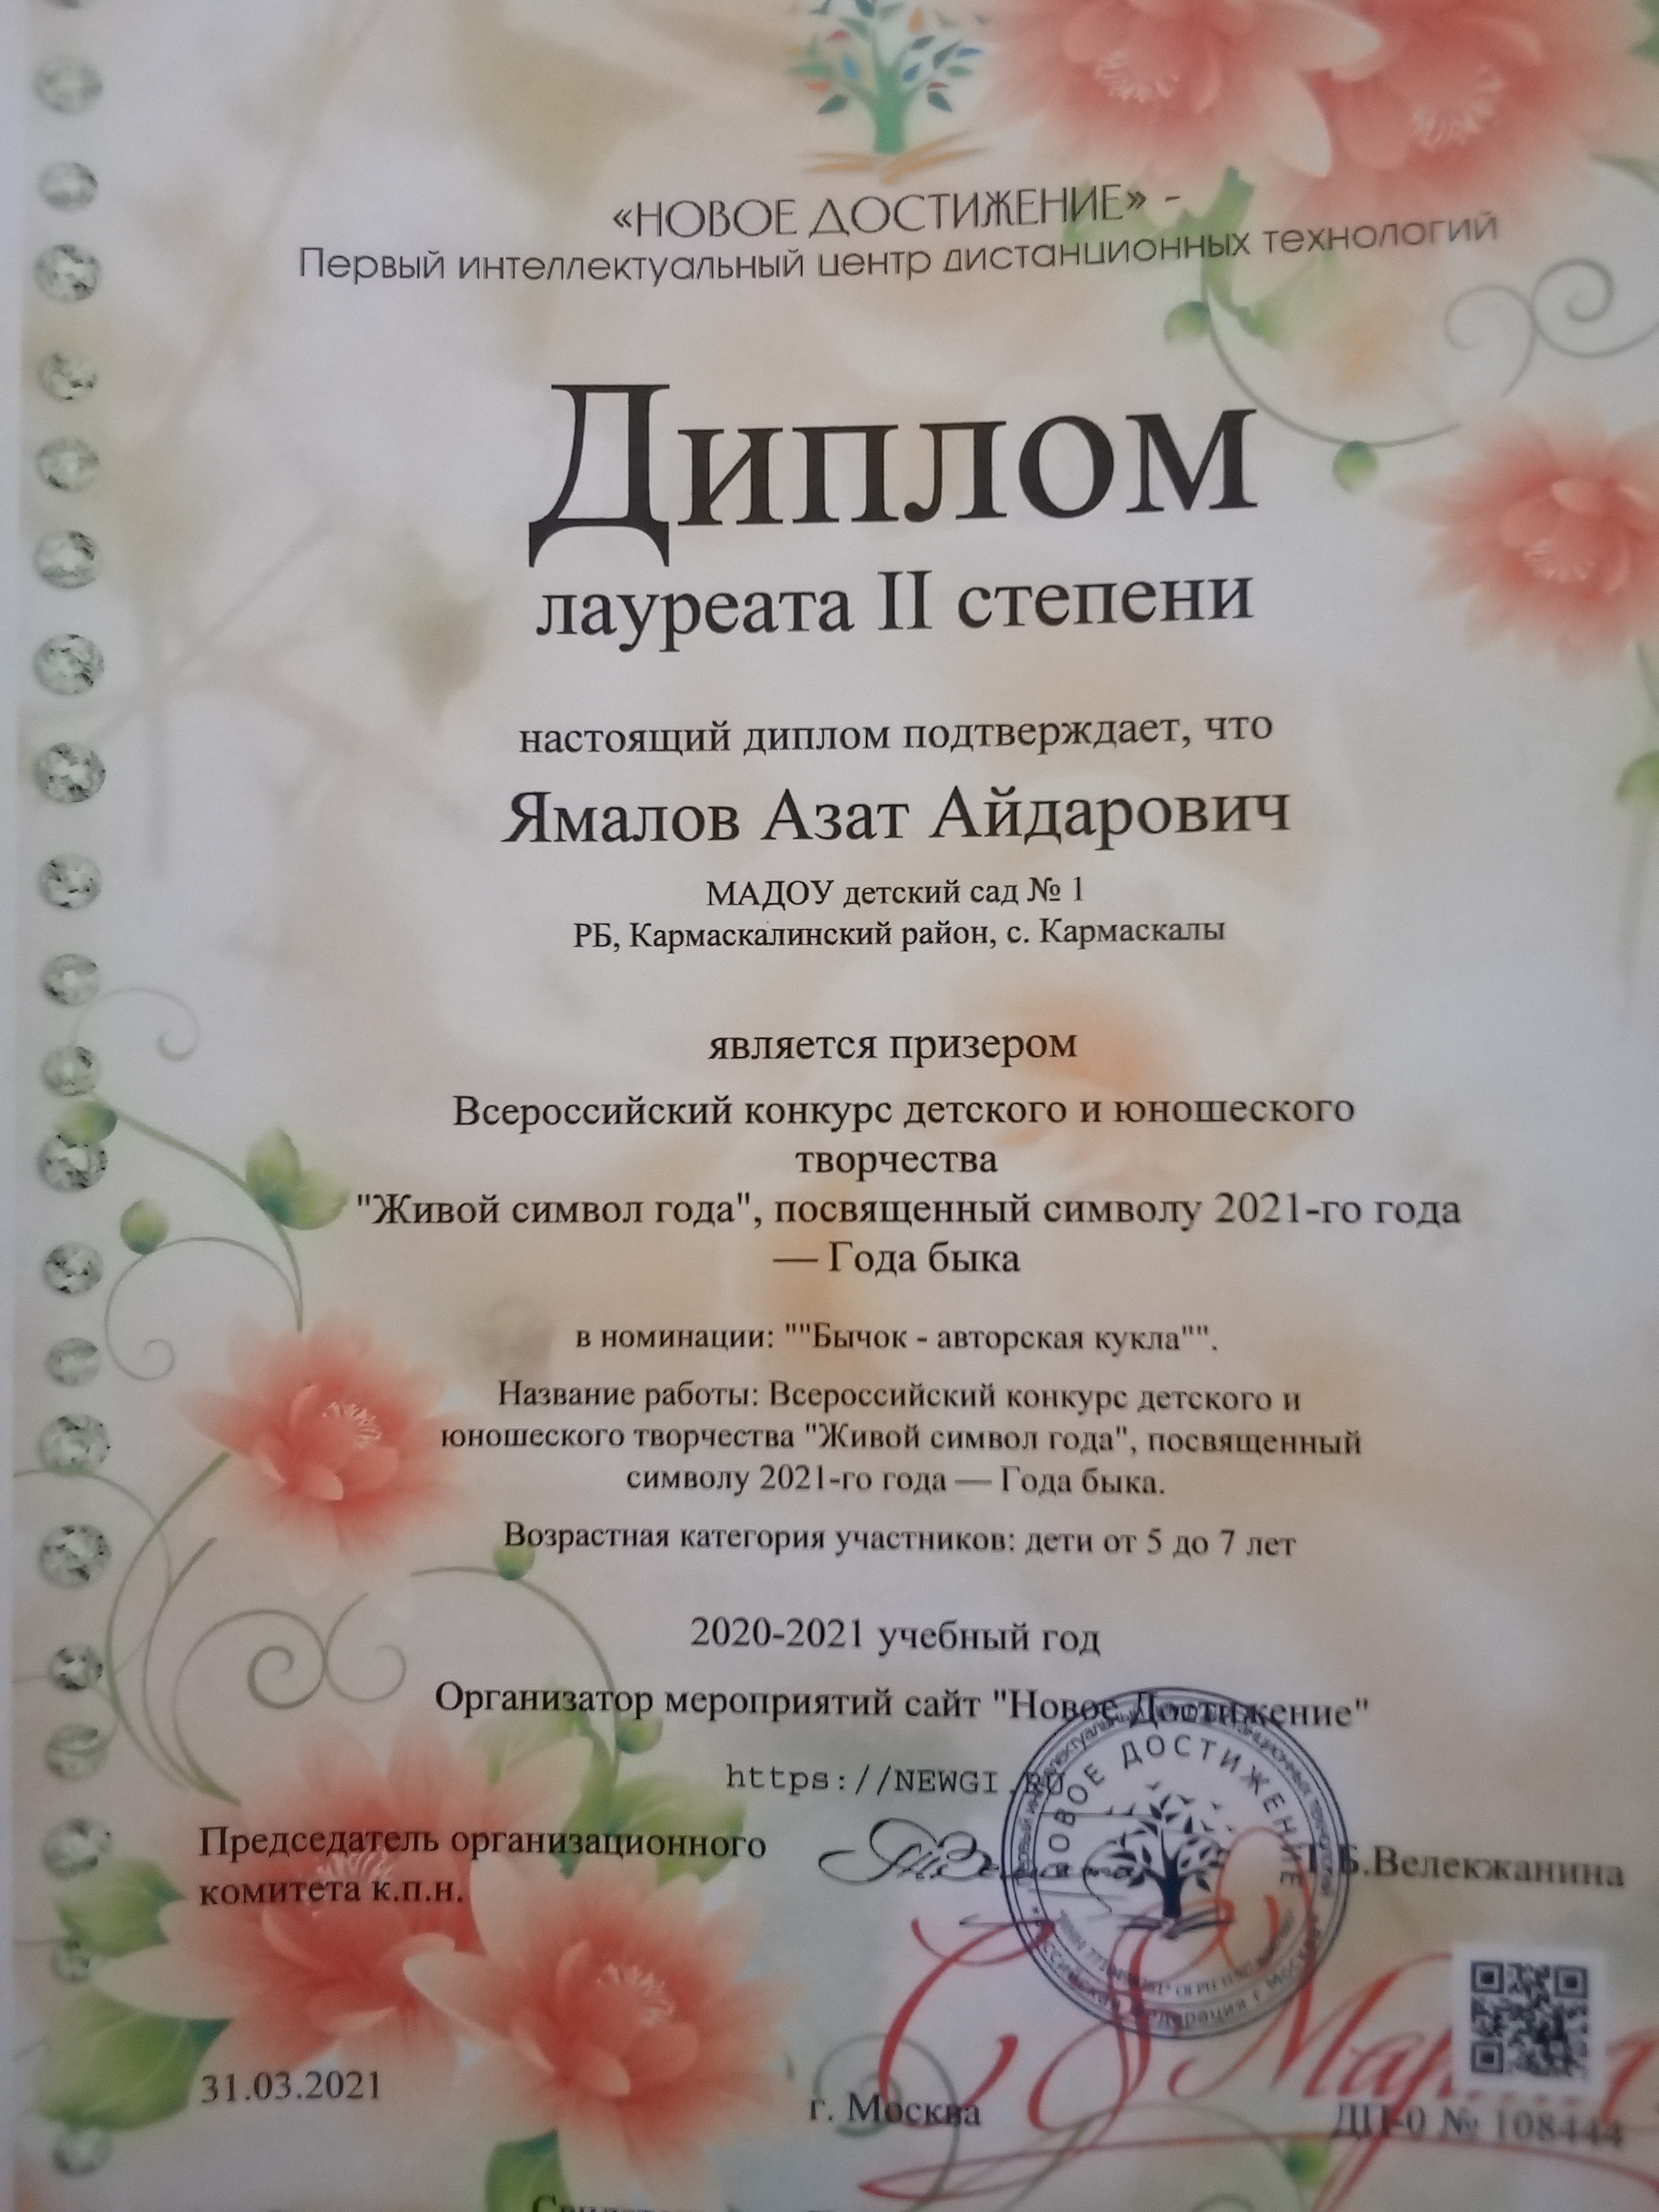 «НОВОЕ ДОСТИЖЕНИЕ» -
Первый интеллектуальный центр дистанционных технологий
Диплом
лауреата II степени
настоящий диплом подтверждает, что
Ямалов Азат Айдарович
МАДОУ детский сад № 1
РБ, Кармаскалинский район, с. Кармаскалы
является призером
Всероссийский конкурс детского и юношеского
творчества
"Живой символ года", посвященный символу 2021-го года
— Года быка
в номинации: ""Бычок - авторская кукла"".
Название работы: Всероссийский конкурс детского и
юношеского творчества "Живой символ года", посвященный
символу 2021-го года — Года быка.
Возрастная категория участников: дети от 5 до 7 лет
2020-2021 учебный год
Организатор мероприятий сайт "Новое Достижение"
https://NEWGI.RU
НОВОЕ ДОСТИЖЕНИЕ
Российская Федерация г. Москва
Председатель организационного
комитета к.п.н.
Велекжанина
8 Марта
31.03.2021
г. Москва
№ 108444